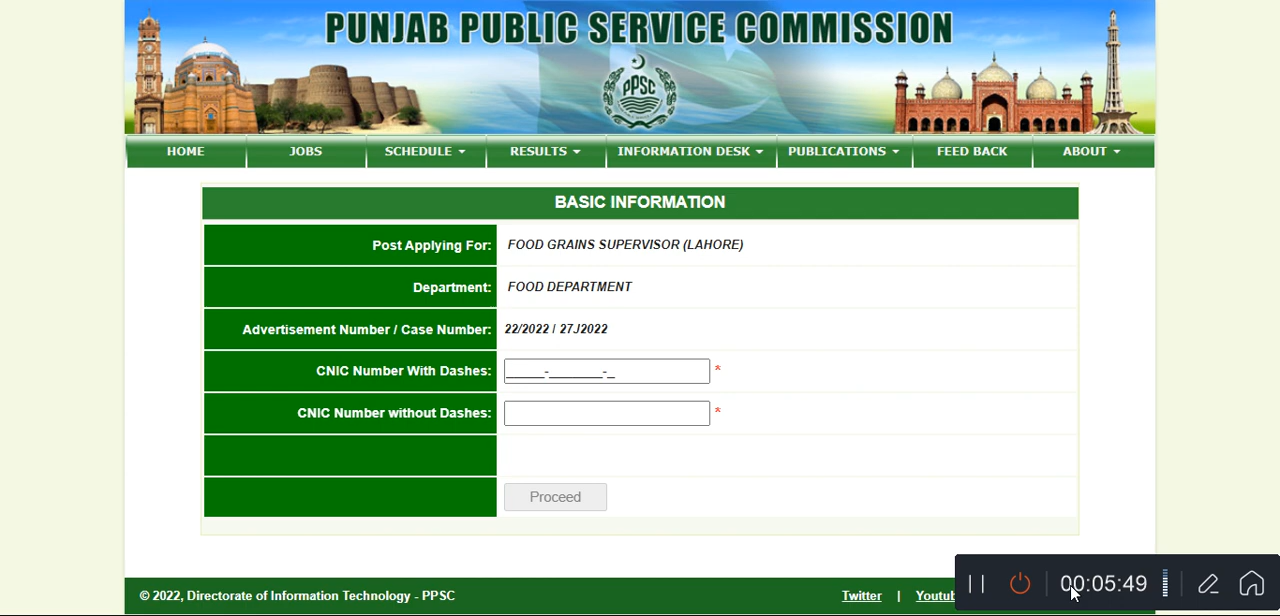 PUNJAB PUBLIC SERVICE COMMISSION
PPSC
HOME JOBS SCHEDULE RESULTS INFORMATION DESK PUBLICATIONS FEED BACK ABOUT
BASIC INFORMATION
Post Applying For: FOOD GRAINS SUPERVISOR (LAHORE)
Department: FOOD DEPARTMENT
Advertisement Number / Case Number: 22/2022 / 27J2022
CNIC Number With Dashes: _____-_______-_ *
CNIC Number without Dashes: *
Proceed
© 2022, Directorate of Information Technology - PPSC Twitter | Youtub
00:05:49